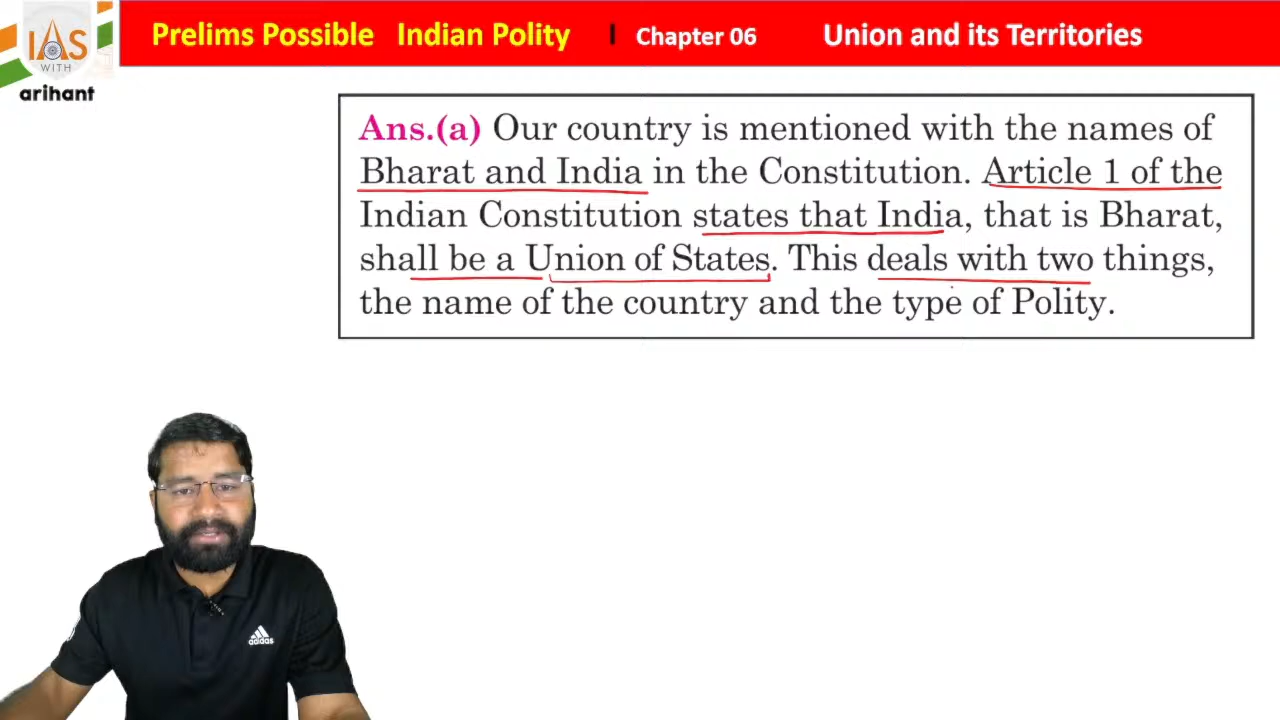 IAS
WITH
arihant
Prelims Possible Indian Polity | Chapter 06 Union and its Territories
Ans.(a) Our country is mentioned with the names of
Bharat and India in the Constitution. Article 1 of the
Indian Constitution states that India, that is Bharat,
shall be a Union of States. This deals with two things,
the name of the country and the type of Polity.
adidas